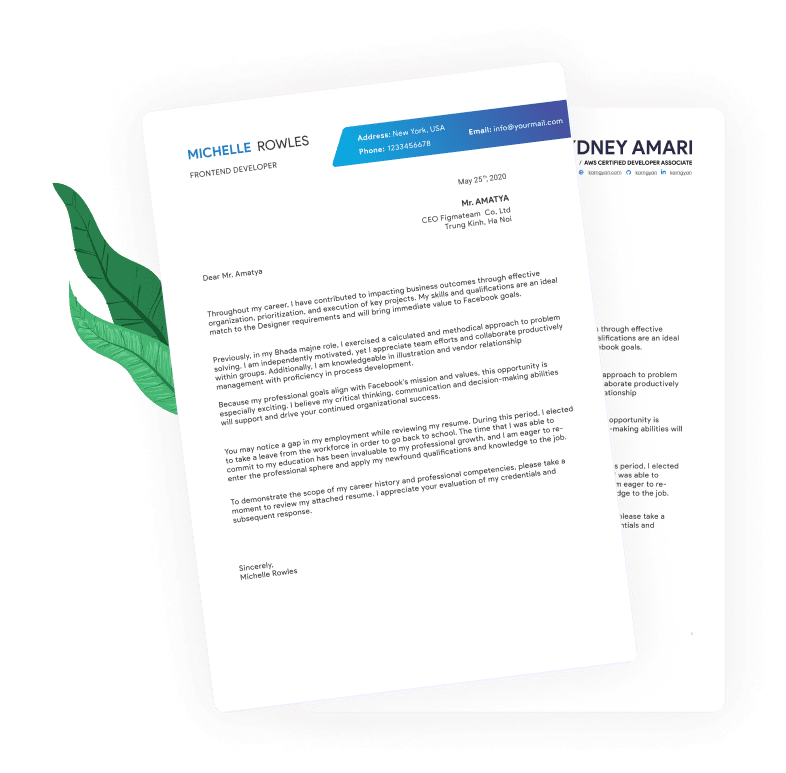 MICHELLE ROWLES
FRONTEND DEVELOPER
Address: New York, USA
Phone: 1233456678
Email: info@yourmail.com
May 25th, 2020
Mr. AMATYA
CEO Figmateam Co, Ltd
Trung Kinh, Ha Noi
Dear Mr. Amatya
Throughout my career, I have contributed to impacting business outcomes through effective
organization, prioritization, and execution of key projects. My skills and qualifications are an ideal
match to the Designer requirements and will bring immediate value to Facebook goals.
Previously, in my Bhada majne role, I exercised a calculated and methodical approach to problem
solving. I am independently motivated, yet I appreciate team efforts and collaborate productively
within groups. Additionally, I am knowledgeable in illustration and vendor relationship
management with proficiency in process development.
Because my professional goals align with Facebook's mission and values, this opportunity is
especially exciting. I believe my critical thinking, communication and decision-making abilities
will support and drive your continued organizational success.
You may notice a gap in my employment while reviewing my resume. During this period, I elected
to take a leave from the workforce in order to go back to school. The time that I was able to
commit to my education has been invaluable to my professional growth, and I am eager to re-
enter the professional sphere and apply my newfound qualifications and knowledge to the job.
To demonstrate the scope of my career history and professional competencies, please take a
moment to review my attached resume. I appreciate your evaluation of my credentials and
subsequent response.
Sincerely,
Michelle Rowles
YDNEY AMARI
/ AWS CERTIFIED DEVELOPER ASSOCIATE
karngyan.com karngyan karngyan
through effective
alifications are an ideal
book goals.
approach to problem
laborate productively
ationship
opportunity is
-making abilities will
s period, I elected
was able to
m eager to re-
dge to the job.
please take a
entials and